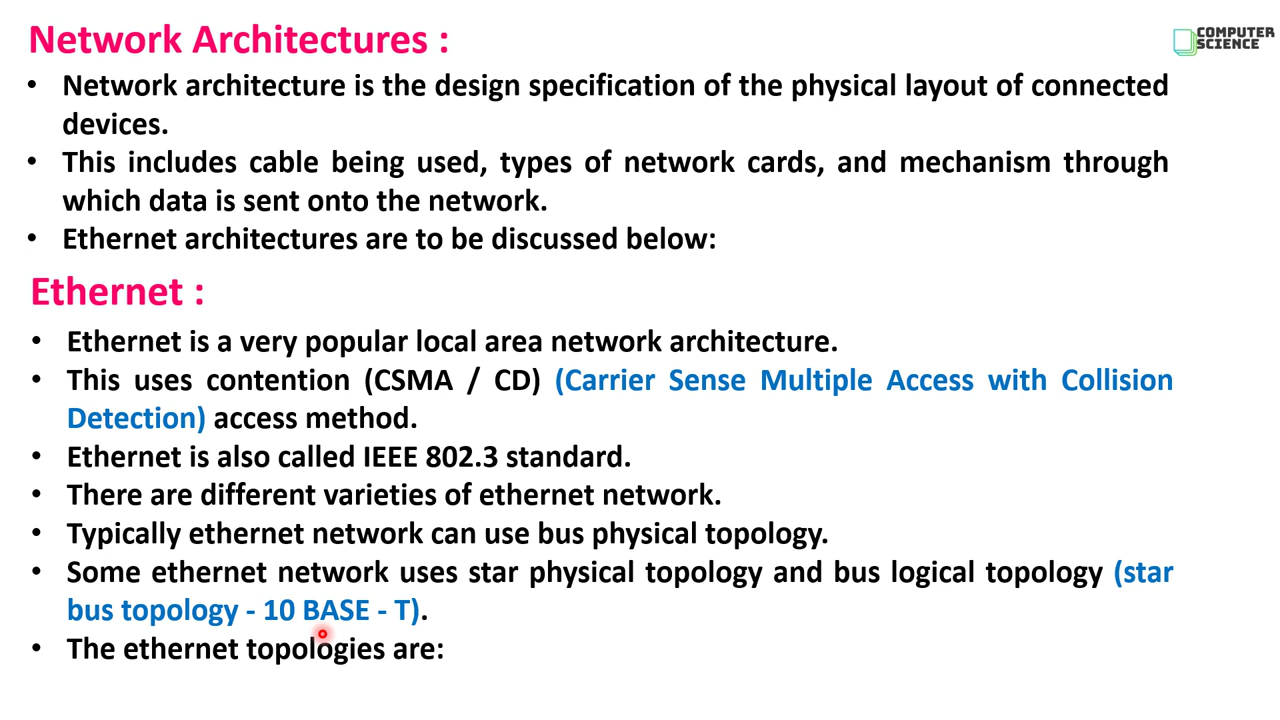 Network Architectures :
COMPUTER
SCIENCE
• Network architecture is the design specification of the physical layout of connected
devices.
• This includes cable being used, types of network cards, and mechanism through
which data is sent onto the network.
• Ethernet architectures are to be discussed below:
Ethernet :
• Ethernet is a very popular local area network architecture.
• This uses contention (CSMA / CD) (Carrier Sense Multiple Access with Collision
Detection) access method.
• Ethernet is also called IEEE 802.3 standard.
• There are different varieties of ethernet network.
• Typically ethernet network can use bus physical topology.
• Some ethernet network uses star physical topology and bus logical topology (star
bus topology - 10 BASE - T).
• The ethernet topologies are: